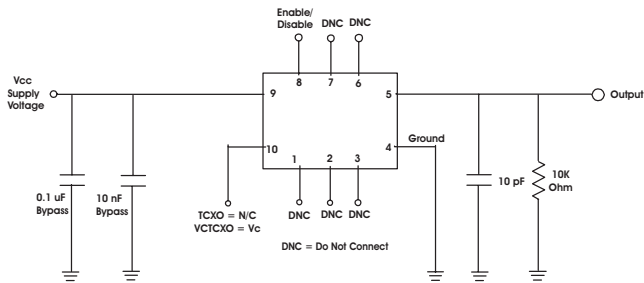 Enable/
Disable
DNC
DNC
8
7
6
Vcc
Supply
Voltage
9
5
Output
10
4
Ground
1
2
3
0.1 uF
Bypass
10 nF
Bypass
10 pF
10K
Ohm
TCXO = N/C
VCTCXO = Vc
DNC
DNC
DNC
DNC = Do Not Connect